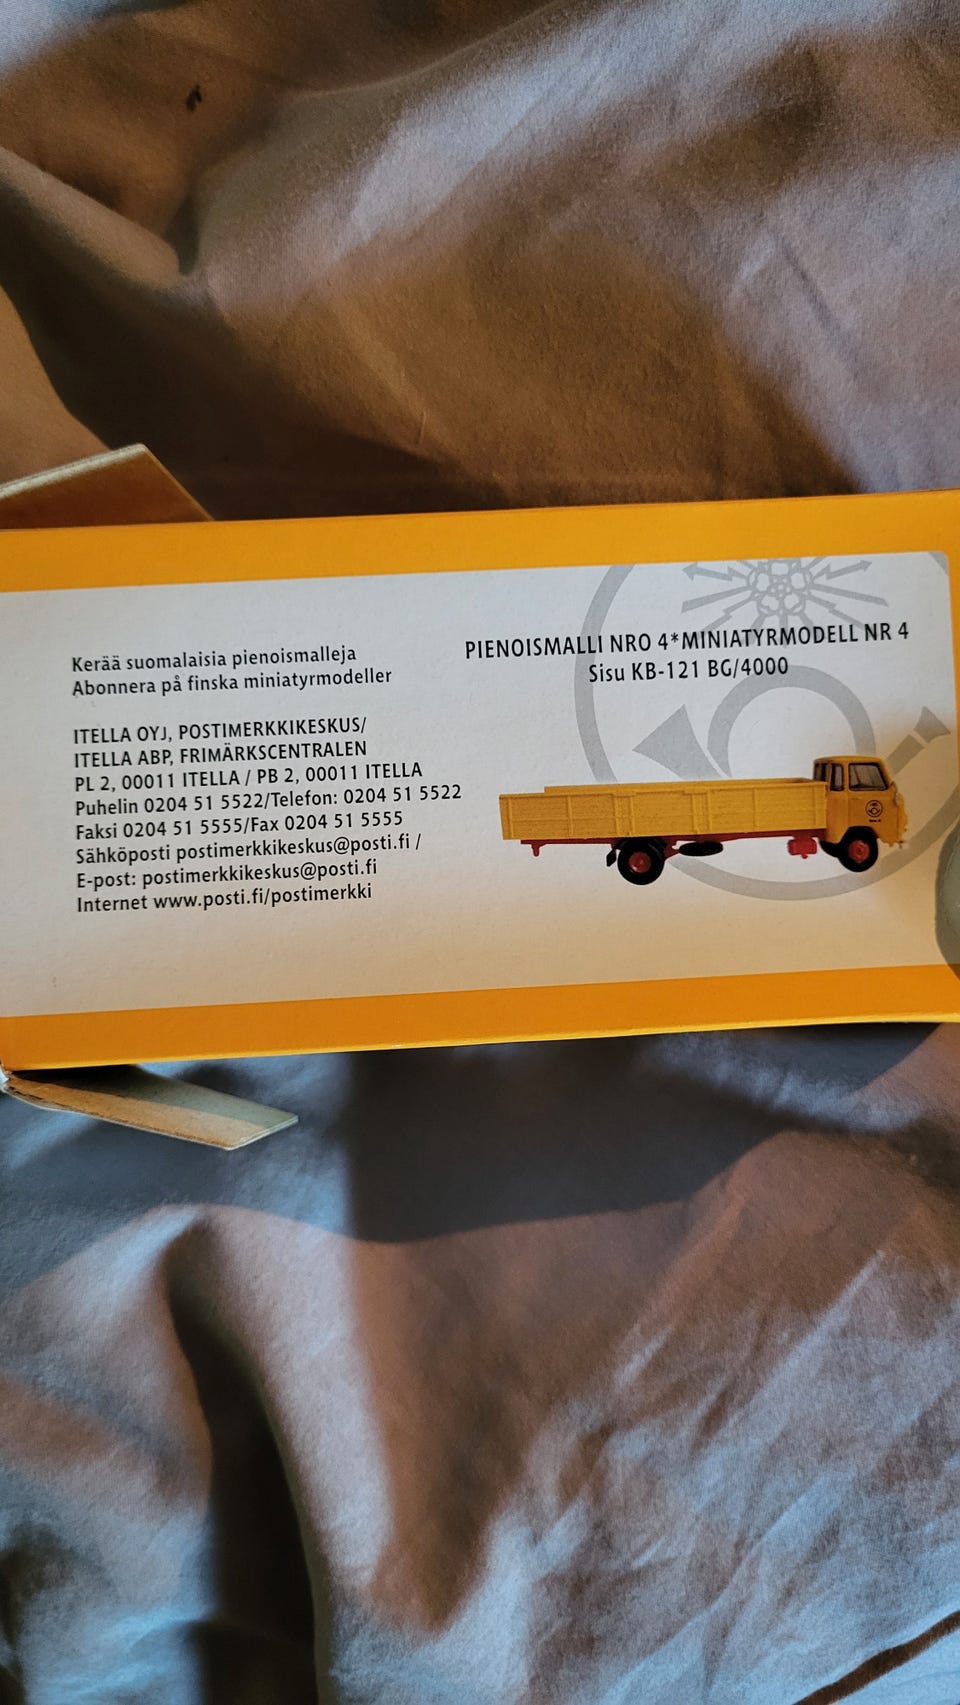 Kerää suomalaisia pienoismalleja
Abonnera på finska miniatyrmodeller
ITELLA OYJ, POSTIMERKKIKESKUS/
ITELLA ABP, FRIMÄRKSCENTRALEN
PL 2, 00011 ITELLA / PB 2, 00011 ITELLA
Puhelin 0204 51 5522/Telefon: 0204 51 5522
Faksi 0204 51 5555/Fax 0204 51 5555
Sähköposti postimerkkikeskus@posti.fi /
E-post: postimerkkikeskus@posti.fi
Internet www.posti.fi/postimerkki
PIENOISMALLI NRO 4*MINIATYRMODELL NR 4
Sisu KB-121 BG/4000